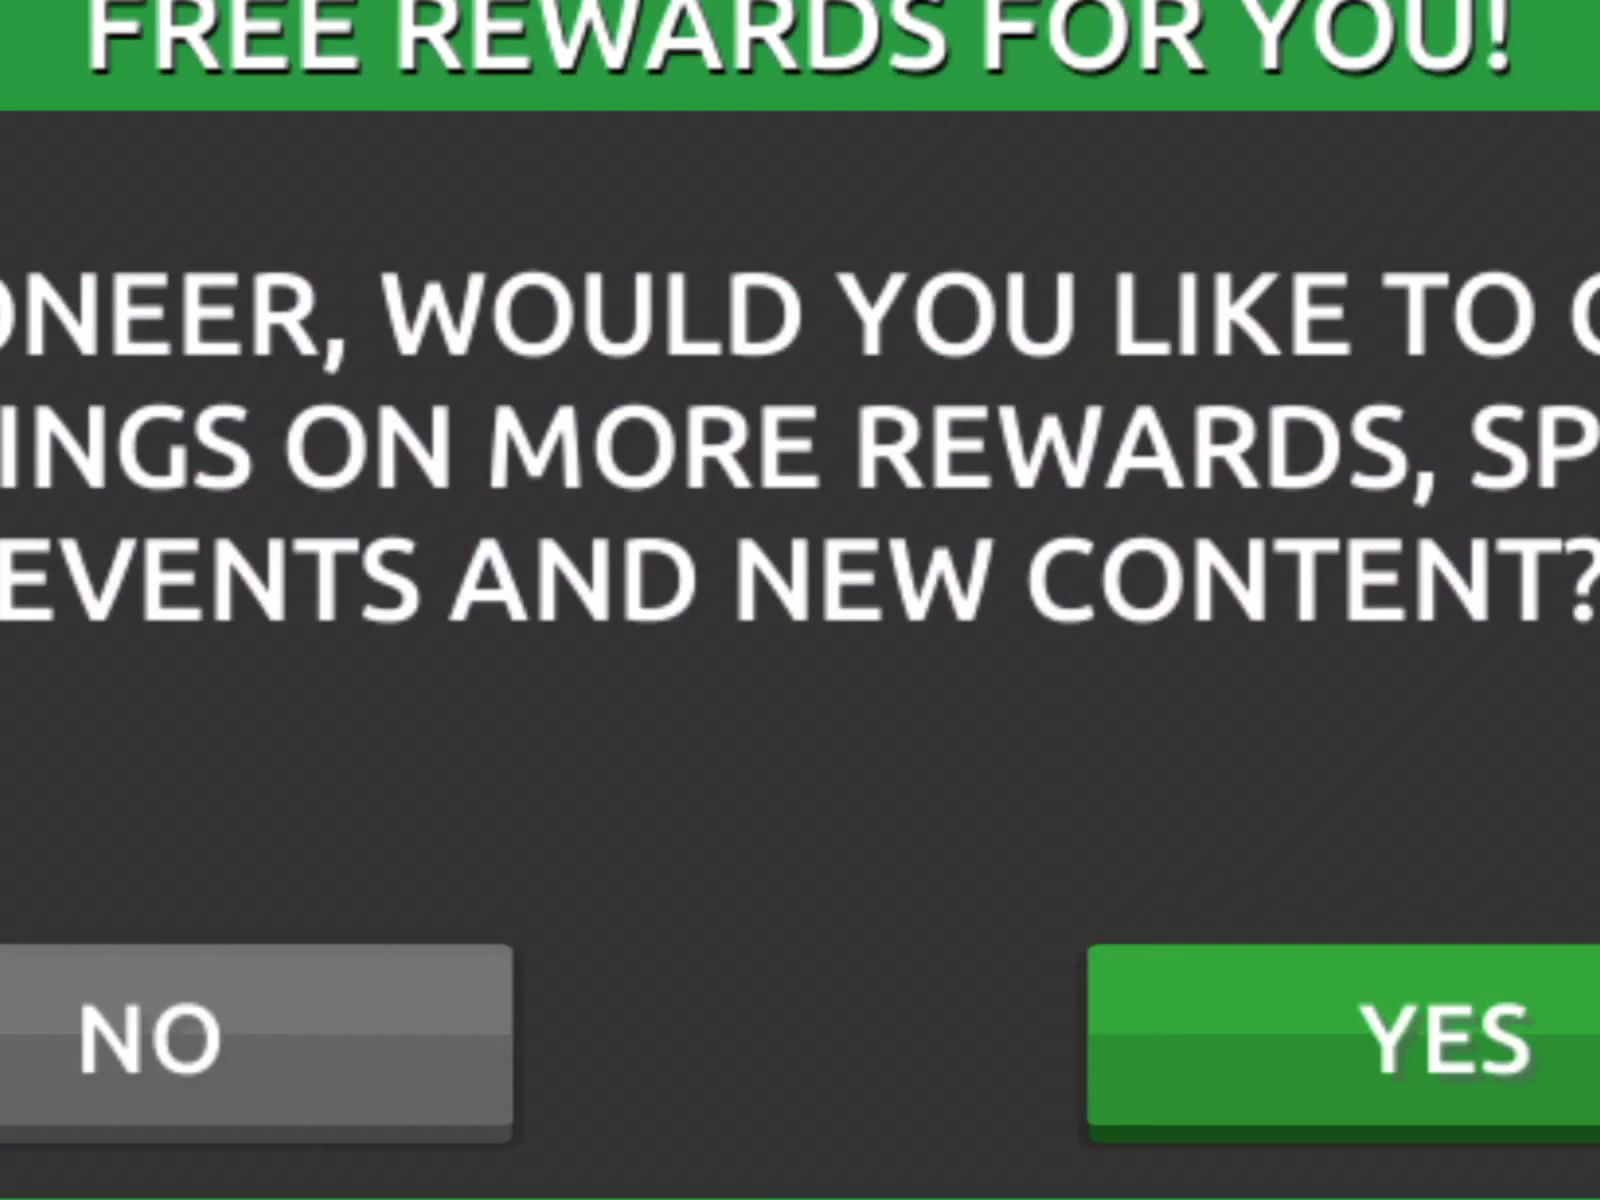 FREE REWARDS FOR YOU!
ONEER, WOULD YOU LIKE TO
INGS ON MORE REWARDS, SP
EVENTS AND NEW CONTENT?
NO
YES